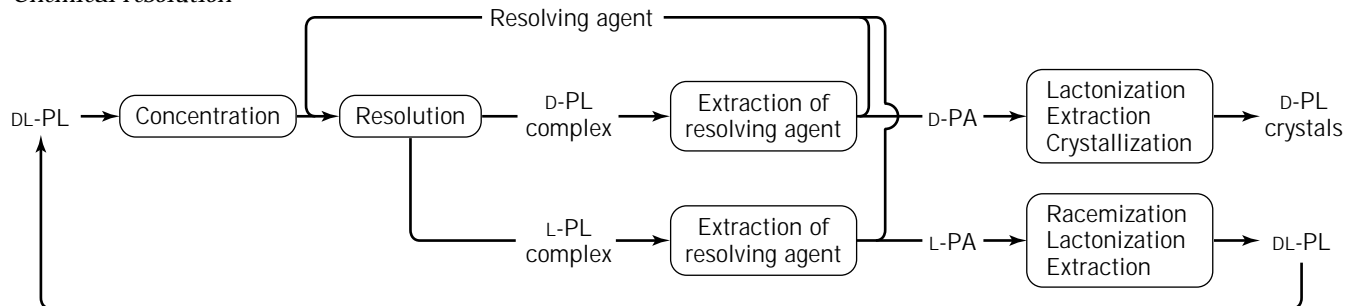 Chemical resolution
Resolving agent
DL-PL
Concentration
Resolution
D-PL
complex
Extraction of
resolving agent
D-PA
Lactonization
Extraction
Crystallization
D-PL
crystals
L-PL
complex
Extraction of
resolving agent
L-PA
Racemization
Lactonization
Extraction
DL-PL